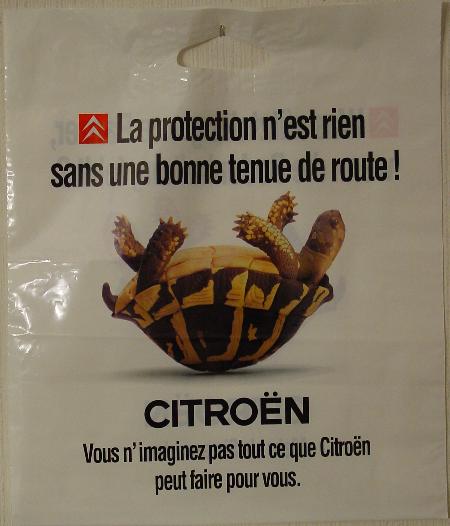 La protection n'est rien
sans une bonne tenue de route !
CITROËN
Vous n'imaginez pas tout ce que Citroën
peut faire pour vous.